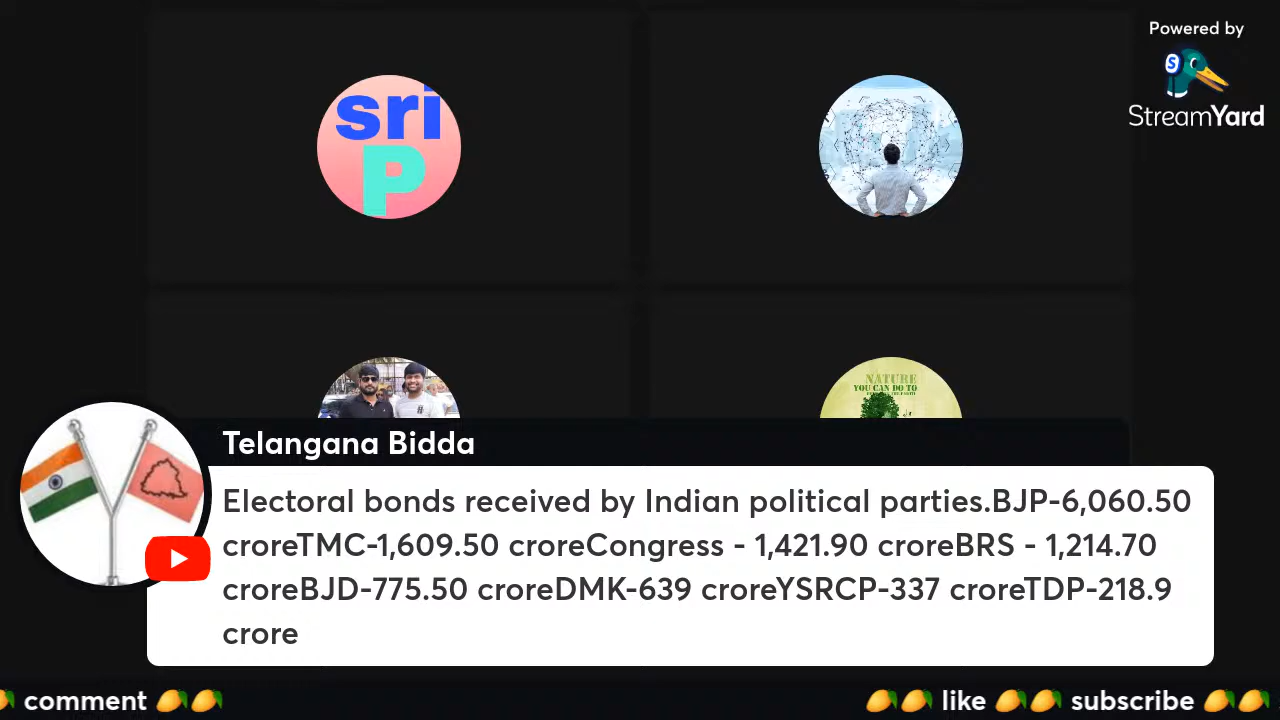 Powered by
S
StreamYard
sri
P
NATURE
YOU CAN DO TO
Telangana Bidda
Electoral bonds received by Indian political parties.BJP-6,060.50
croreTMC-1,609.50 croreCongress - 1,421.90 croreBRS - 1,214.70
croreBJD-775.50 croreDMK-639 croreYSRCP-337 croreTDP-218.9
crore
comment like subscribe